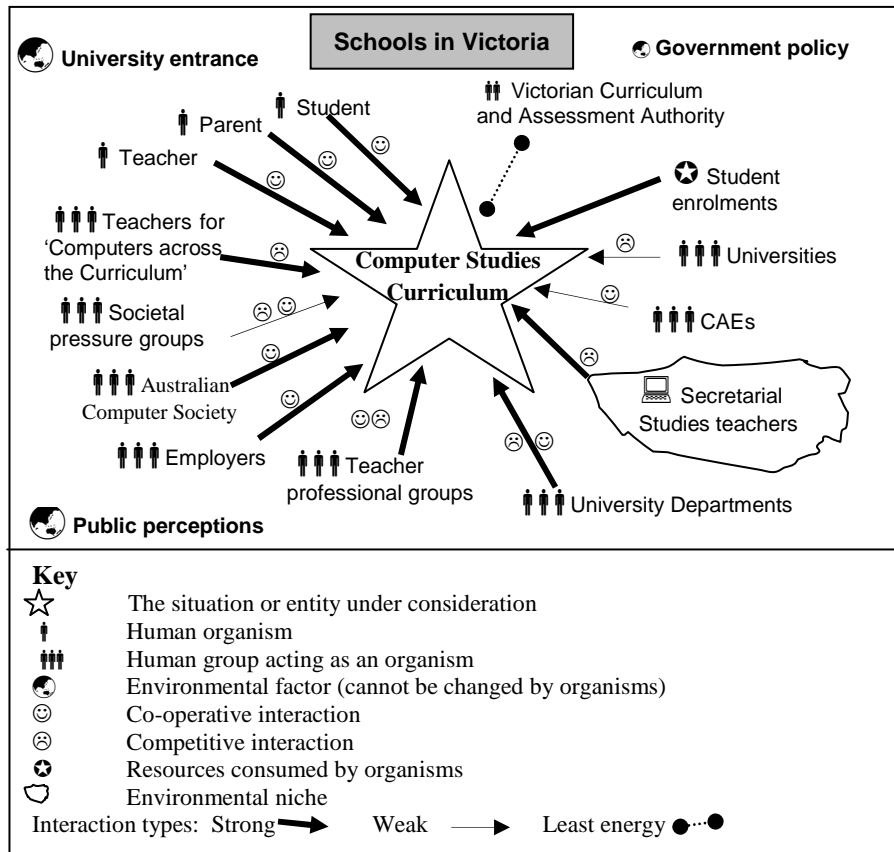 Schools in Victoria
University entrance
Government policy
Student
Parent
Teacher
Victorian Curriculum
and Assessment Authority
Student
enrolments
Teachers for
‘Computers across
the Curriculum’
Computer Studies
Curriculum
Universities
Societal
pressure groups
CAEs
Australian
Computer Society
Secretarial
Studies teachers
Employers
Teacher
professional groups
University Departments
Public perceptions
Key
The situation or entity under consideration
Human organism
Human group acting as an organism
Environmental factor (cannot be changed by organisms)
Co-operative interaction
Competitive interaction
Resources consumed by organisms
Environmental niche
Interaction types: Strong Weak Least energy